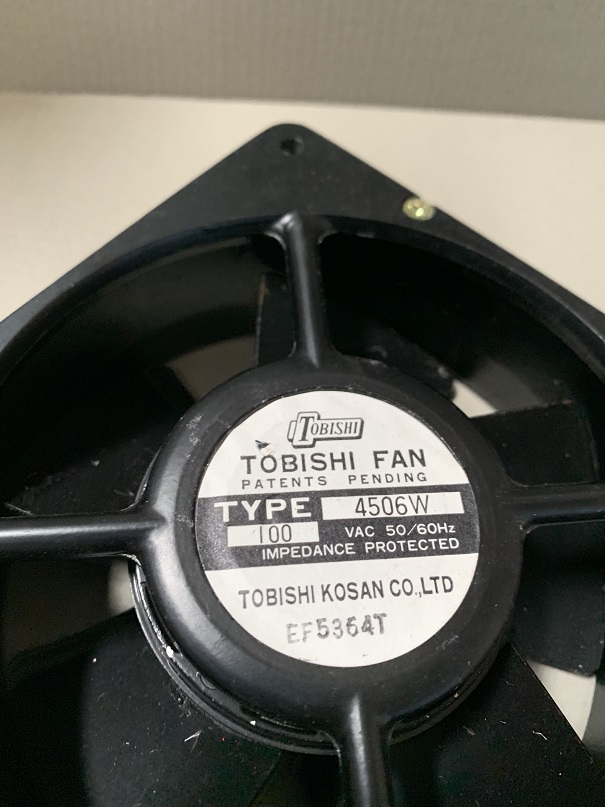 TOBISHI
TOBISHI FAN
PATENTS PENDING
TYPE 4506W
100 VAC 50/60Hz
IMPEDANCE PROTECTED
TOBISHI KOSAN CO.,LTD
EF5364T